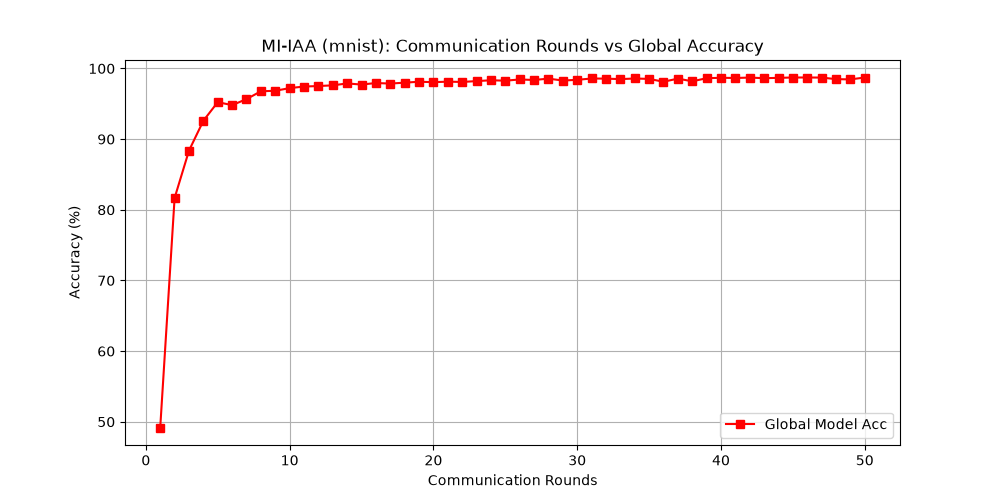 MI-IAA (mnist): Communication Rounds vs Global Accuracy
100
90
80
70
60
50
Accuracy (%)
Global Model Acc
0 10 20 30 40 50
Communication Rounds